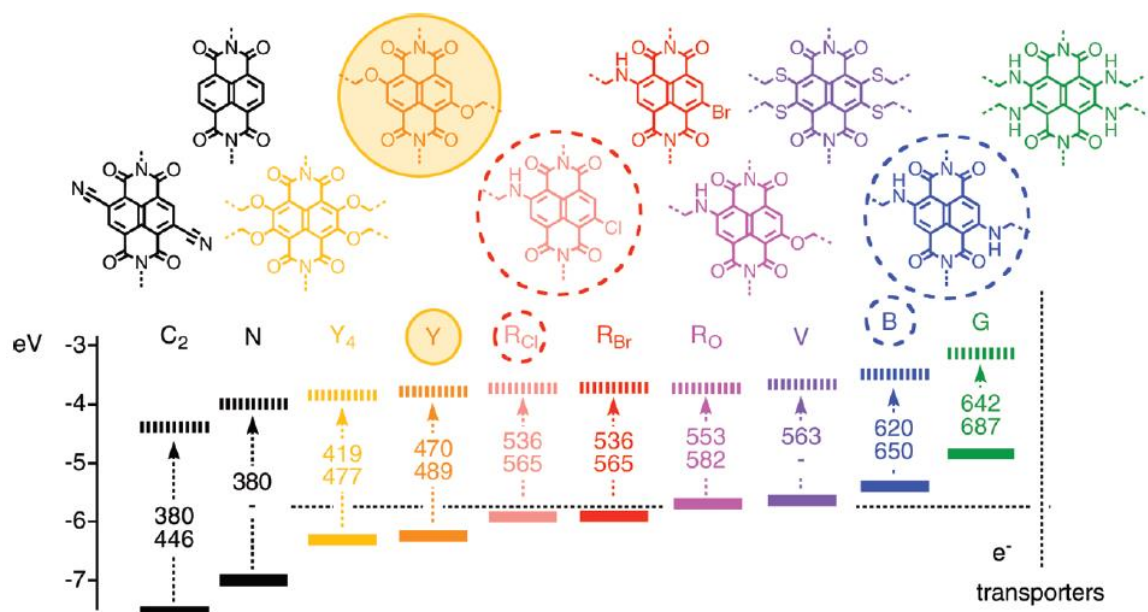 O N O
O N O
O N O
O
O
O N O
O N O
H
N
Br
O N O
O N O
S S
S S
O N O
O N O
H H
N N
N N
H H
O N O
O N O
N
N
O N O
O N O
O O
O O
O N O
O N O
H
N
Cl
O N O
O N O
H
N
O
O N O
O N O
H
N
N
H
O N O
eV
C2 N Y4 Y RCl RBr RO V B G
-3
-4
-5
-6
-7
380
446
380
-
419
477
470
489
536
565
536
565
553
582
563
-
620
650
642
687
e-
transporters